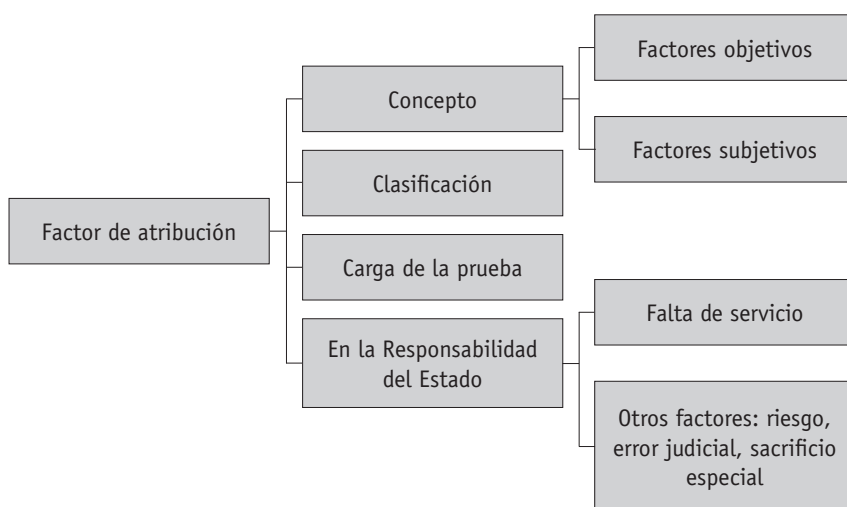 Factor de atribución
Concepto
Factores objetivos
Factores subjetivos
Clasificación
Carga de la prueba
En la Responsabilidad
del Estado
Falta de servicio
Otros factores: riesgo,
error judicial, sacrificio
especial